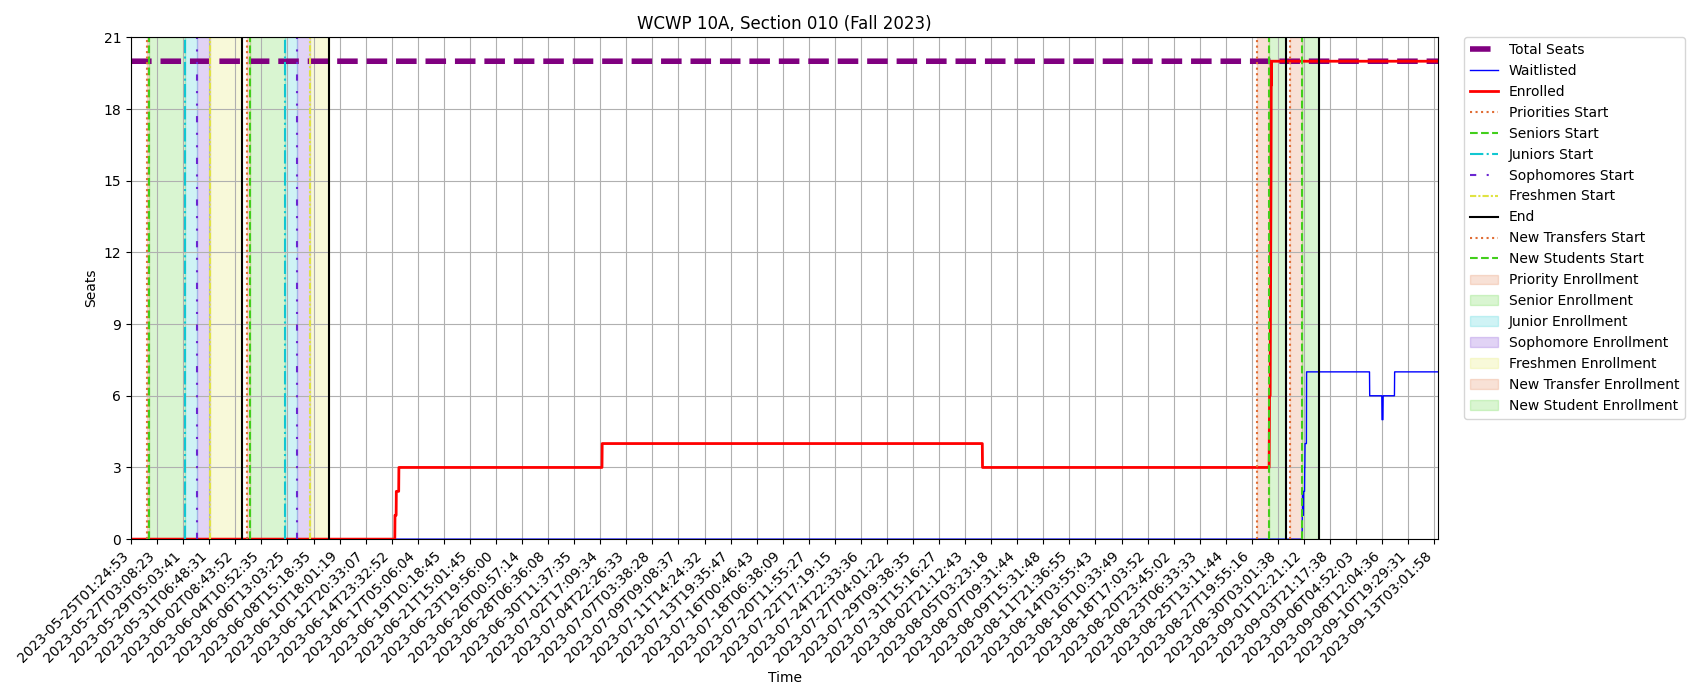 WCWP 10A, Section 010 (Fall 2023)
21
18
15
12
9
6
3
0
Seats
2023-05-25T01:24:53
2023-05-27T03:08:23
2023-05-29T05:03:41
2023-05-31T06:48:31
2023-06-02T08:43:52
2023-06-04T10:52:35
2023-06-06T13:03:25
2023-06-08T15:18:35
2023-06-10T18:01:19
2023-06-12T20:33:07
2023-06-14T23:32:52
2023-06-17T05:06:04
2023-06-19T10:18:45
2023-06-21T15:01:45
2023-06-23T19:56:00
2023-06-26T00:57:14
2023-06-28T06:36:08
2023-06-30T11:37:35
2023-07-02T17:09:34
2023-07-04T22:26:33
2023-07-07T03:38:28
2023-07-09T09:08:37
2023-07-11T14:24:32
2023-07-13T19:35:47
2023-07-16T00:46:43
2023-07-18T06:38:09
2023-07-20T11:55:27
2023-07-22T17:19:15
2023-07-24T22:33:36
2023-07-27T04:01:22
2023-07-29T09:38:35
2023-07-31T15:16:27
2023-08-02T21:12:43
2023-08-05T03:23:18
2023-08-07T09:31:44
2023-08-09T15:31:48
2023-08-11T21:36:55
2023-08-14T03:55:43
2023-08-16T10:33:49
2023-08-18T17:03:52
2023-08-20T23:45:02
2023-08-23T06:33:33
2023-08-25T13:11:44
2023-08-27T19:55:16
2023-08-30T03:01:38
2023-09-01T12:21:12
2023-09-03T21:17:38
2023-09-06T04:52:03
2023-09-08T12:04:36
2023-09-10T19:29:31
2023-09-13T03:01:58
Time
Total Seats
Waitlisted
Enrolled
Priorities Start
Seniors Start
Juniors Start
Sophomores Start
Freshmen Start
End
New Transfers Start
New Students Start
Priority Enrollment
Senior Enrollment
Junior Enrollment
Sophomore Enrollment
Freshmen Enrollment
New Transfer Enrollment
New Student Enrollment